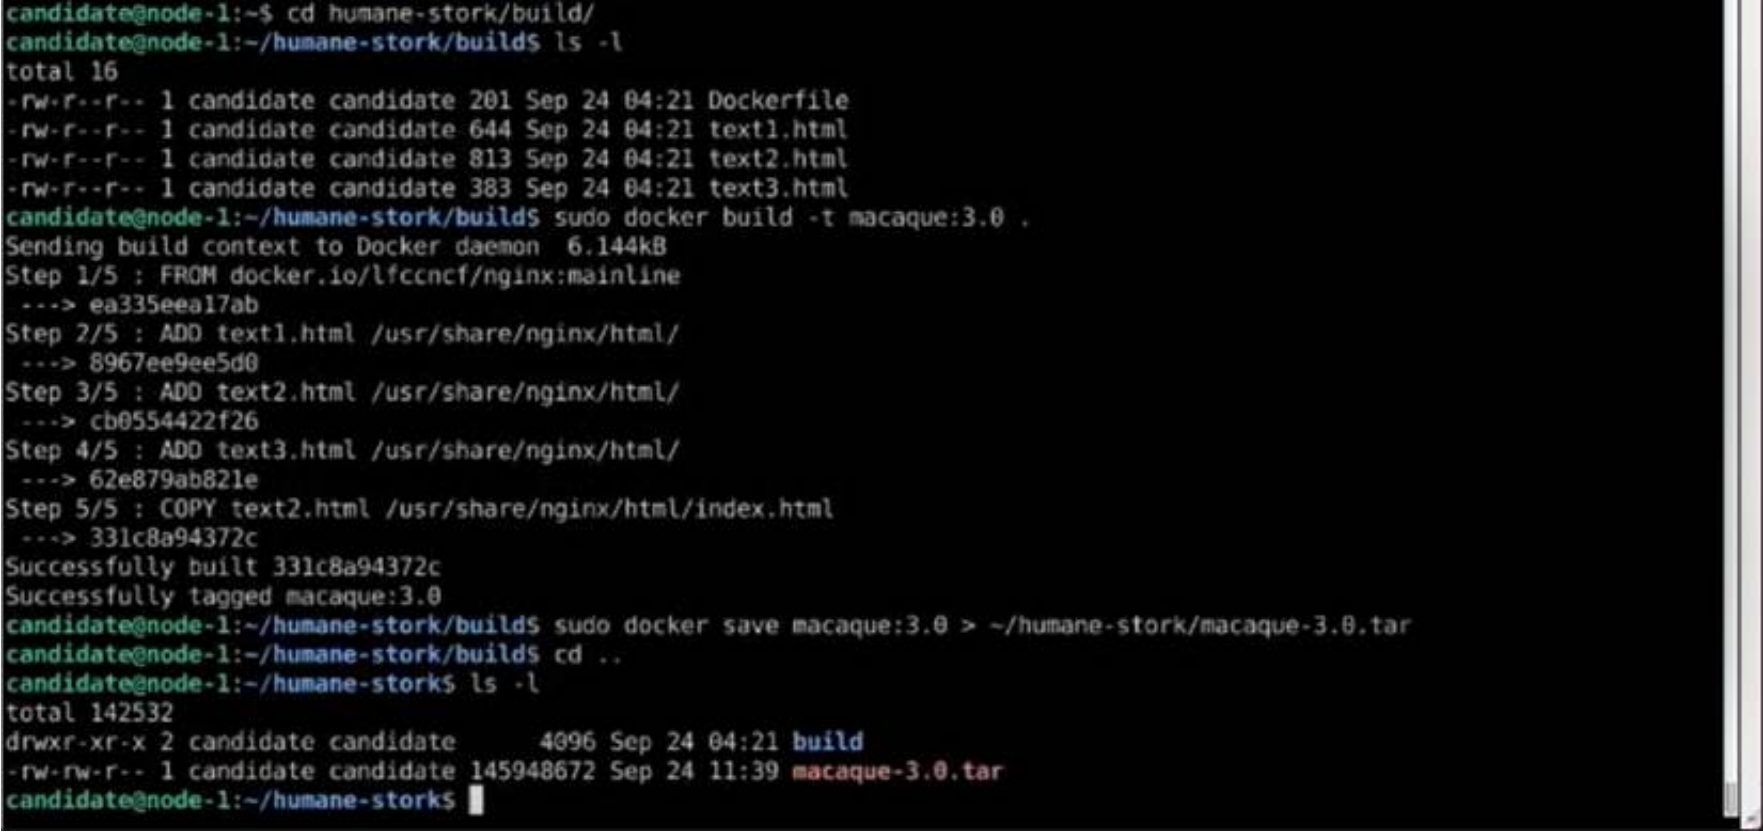 candidate@node-1:~$ cd humane-stork/build/
candidate@node-1:~/humane-stork/build$ ls -l
total 16
-rw-r--r-- 1 candidate candidate 201 Sep 24 04:21 Dockerfile
-rw-r--r-- 1 candidate candidate 644 Sep 24 04:21 text1.html
-rw-r--r-- 1 candidate candidate 813 Sep 24 04:21 text2.html
-rw-r--r-- 1 candidate candidate 383 Sep 24 04:21 text3.html
candidate@node-1:~/humane-stork/build$ sudo docker build -t macaque:3.0 .
Sending build context to Docker daemon  6.144kB
Step 1/5 : FROM docker.io/lfccncf/nginx:mainline
 ---> ea335eea17ab
Step 2/5 : ADD text1.html /usr/share/nginx/html/
 ---> 8967ee9ee5d0
Step 3/5 : ADD text2.html /usr/share/nginx/html/
 ---> cb0554422f26
Step 4/5 : ADD text3.html /usr/share/nginx/html/
 ---> 62e879ab821e
Step 5/5 : COPY text2.html /usr/share/nginx/html/index.html
 ---> 331c8a94372c
Successfully built 331c8a94372c
Successfully tagged macaque:3.0
candidate@node-1:~/humane-stork/build$ sudo docker save macaque:3.0 > ~/humane-stork/macaque-3.0.tar
candidate@node-1:~/humane-stork/build$ cd ..
candidate@node-1:~/humane-stork$ ls -l
total 142532
drwxr-xr-x 2 candidate candidate      4096 Sep 24 04:21 build
-rw-rw-r-- 1 candidate candidate 145948672 Sep 24 11:39 macaque-3.0.tar
candidate@node-1:~/humane-stork$